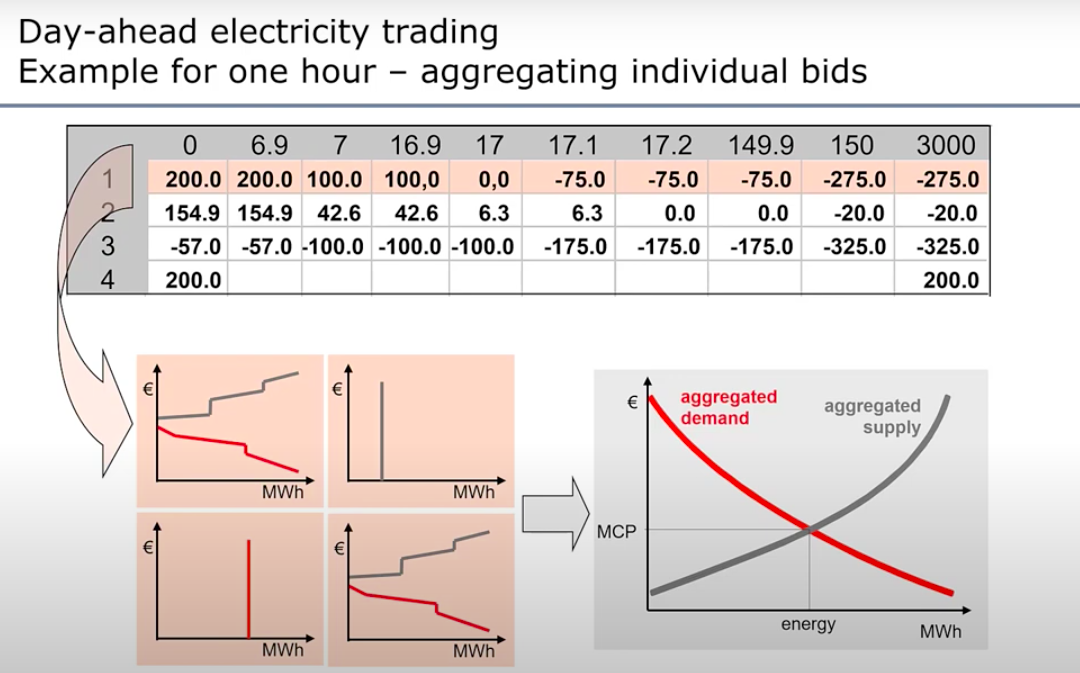 Day-ahead electricity trading
Example for one hour – aggregating individual bids
0 6.9 7 16.9 17 17.1 17.2 149.9 150 3000
1 200.0 200.0 100.0 100,0 0,0 -75.0 -75.0 -75.0 -275.0 -275.0
2 154.9 154.9 42.6 42.6 6.3 6.3 0.0 0.0 -20.0 -20.0
3 -57.0 -57.0 -100.0 -100.0 -100.0 -175.0 -175.0 -175.0 -325.0 -325.0
4 200.0 200.0
€
MWh
€
MWh
€
MWh
€
MWh
€
aggregated
demand
aggregated
supply
MCP
energy
MWh